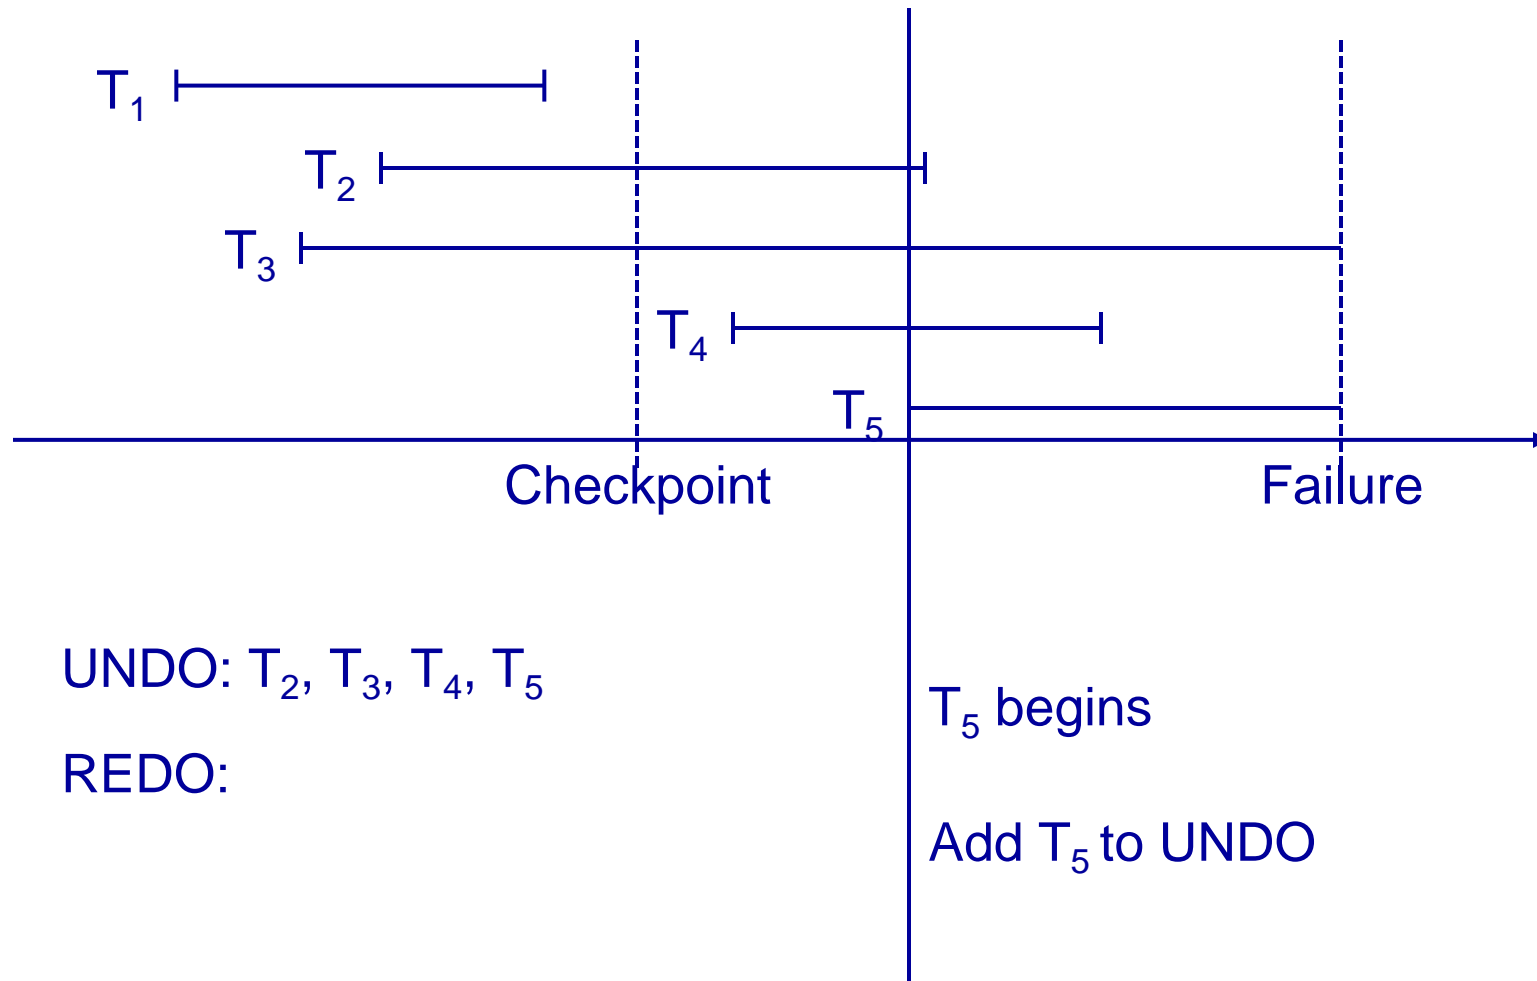 T₁
T₂
T₃
T₄
T₅
Checkpoint
Failure
UNDO: T₂, T₃, T₄, T₅
T₅ begins
REDO:
Add T₅ to UNDO